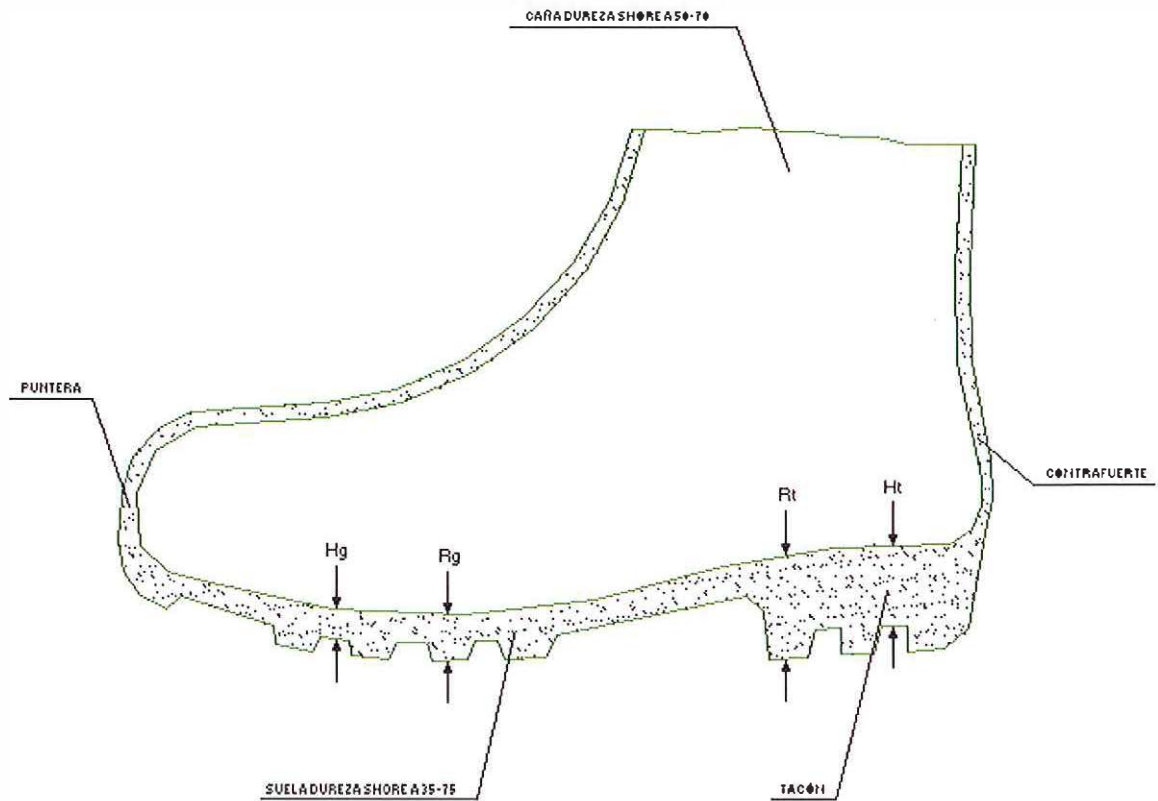 CAÑA DUREZA SHORE A 50-70
PUNTERA
CONTRAFUERTE
Rt
Ht
Hg
Rg
SUELA DUREZA SHORE A 35-75
TACÓN